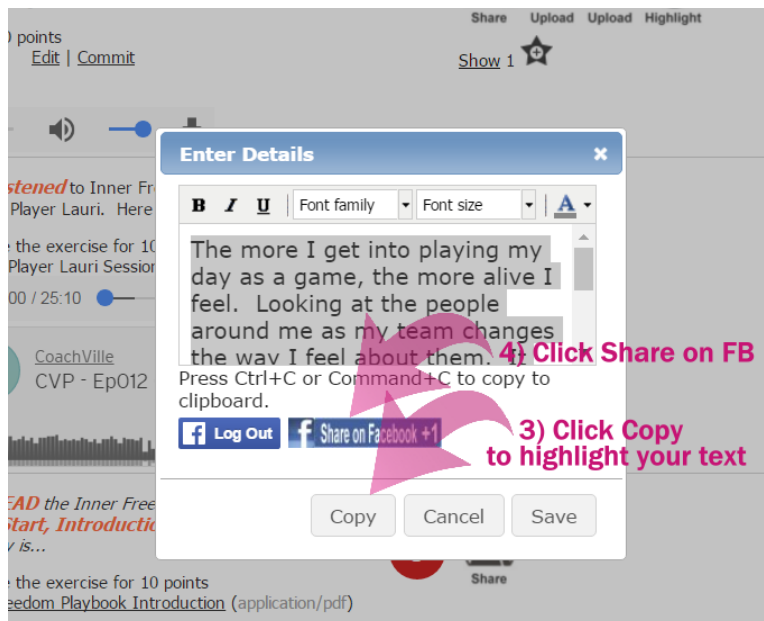 Share Upload Upload Highlight
points
Edit | Commit
Show 1
Enter Details
B I U Font family Font size A
stened to Inner Fr
Player Lauri. Here
the exercise for 10
Player Lauri Session
00 / 25:10
The more I get into playing my
day as a game, the more alive I
feel. Looking at the people
around me as my team changes
the way I feel about them. It
4) Click Share on FB
Press Ctrl+C or Command+C to copy to
clipboard.
CoachVille
CVP - Ep012
Log Out
Share on Facebook +1
3) Click Copy
to highlight your text
EAD the Inner Free
Start, Introductio
y is...
Copy Cancel Save
the exercise for 10 points
Share
eedom Playbook Introduction (application/pdf)